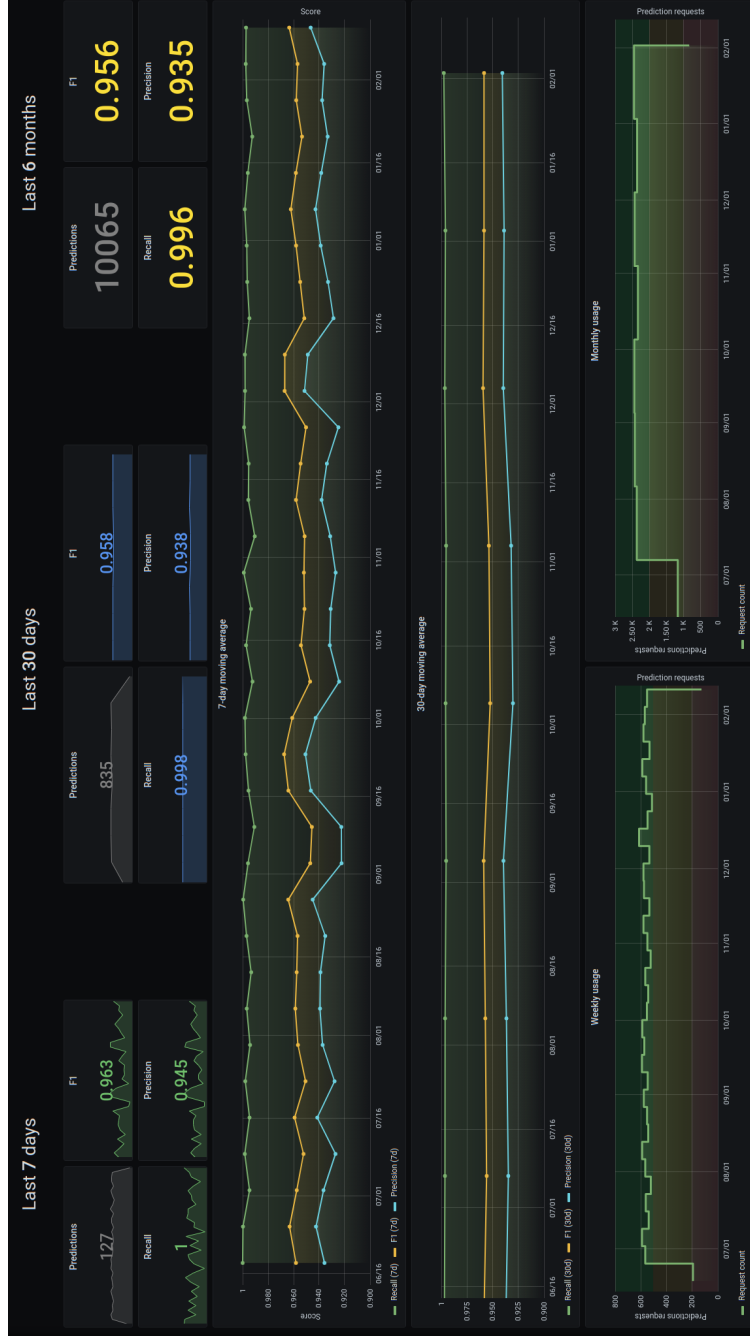 Last 7 days
Last 30 days
Last 6 months
Predictions
127
F1
0.963
Predictions
835
F1
0.958
Predictions
10065
F1
0.956
Recall
1
Precision
0.945
Recall
0.998
Precision
0.938
Recall
0.996
Precision
0.935
7-day moving average
1
0.980
0.960
0.940
0.920
0.900
Score
Score
06/16
07/01
07/16
08/01
08/16
09/01
09/16
10/01
10/16
11/01
11/16
12/01
12/16
01/01
01/16
02/01
Recall (7d)
F1 (7d)
Precision (7d)
30-day moving average
1
0.975
0.950
0.925
0.900
06/16
07/01
07/16
08/01
08/16
09/01
09/16
10/01
10/16
11/01
11/16
12/01
12/16
01/01
01/16
02/01
Recall (30d)
F1 (30d)
Precision (30d)
Weekly usage
800
600
400
200
0
Prediction requests
Prediction requests
07/01
08/01
09/01
10/01
11/01
12/01
01/01
02/01
Request count
Monthly usage
3 K
2.50 K
2 K
1.50 K
1 K
500
0
Prediction requests
Prediction requests
07/01
08/01
09/01
10/01
11/01
12/01
01/01
02/01
Request count